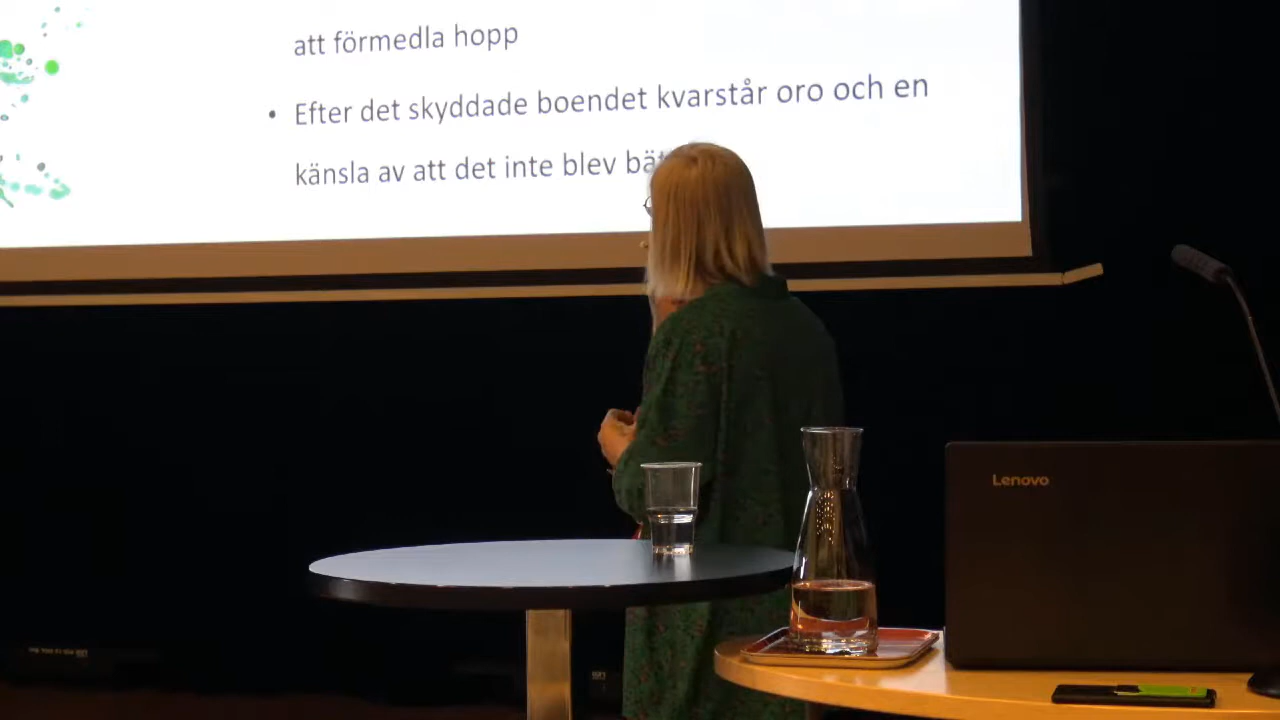 att förmedla hopp
• Efter det skyddade boendet kvarstår oro och en
känsla av att det inte blev
Lenovo